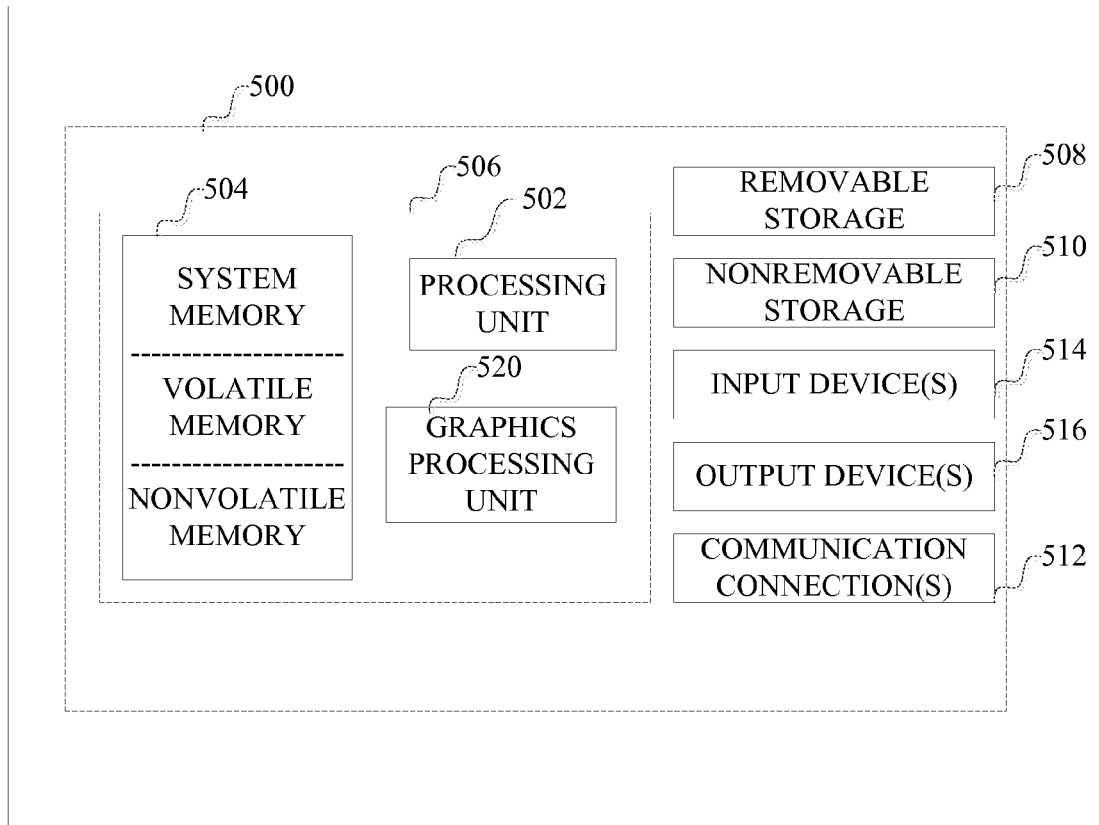 500
504
SYSTEM
MEMORY
VOLATILE
MEMORY
NONVOLATILE
MEMORY
506
502
PROCESSING
UNIT
520
GRAPHICS
PROCESSING
UNIT
508
REMOVABLE
STORAGE
510
NONREMOVABLE
STORAGE
514
INPUT DEVICE(S)
516
OUTPUT DEVICE(S)
512
COMMUNICATION
CONNECTION(S)